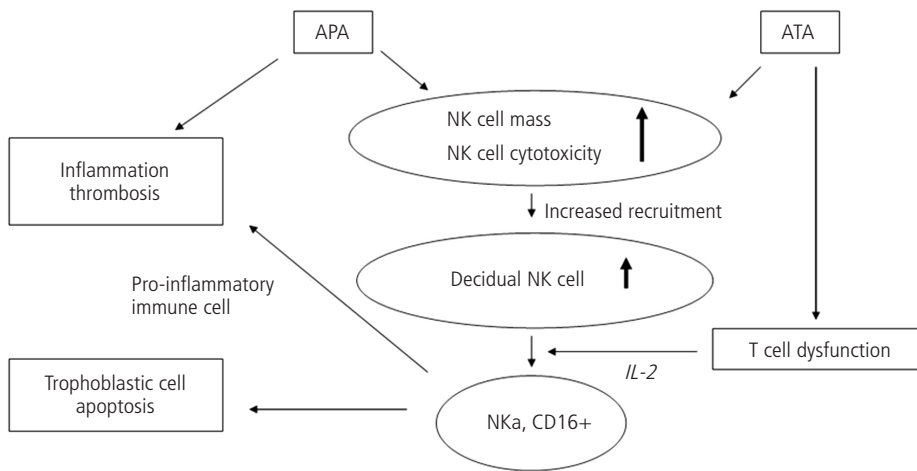 APA
ATA
NK cell mass
NK cell cytotoxicity
Inflammation
thrombosis
Increased recruitment
Decidual NK cell
Pro-inflammatory
immune cell
T cell dysfunction
IL-2
Trophoblastic cell
apoptosis
NKa, CD16+